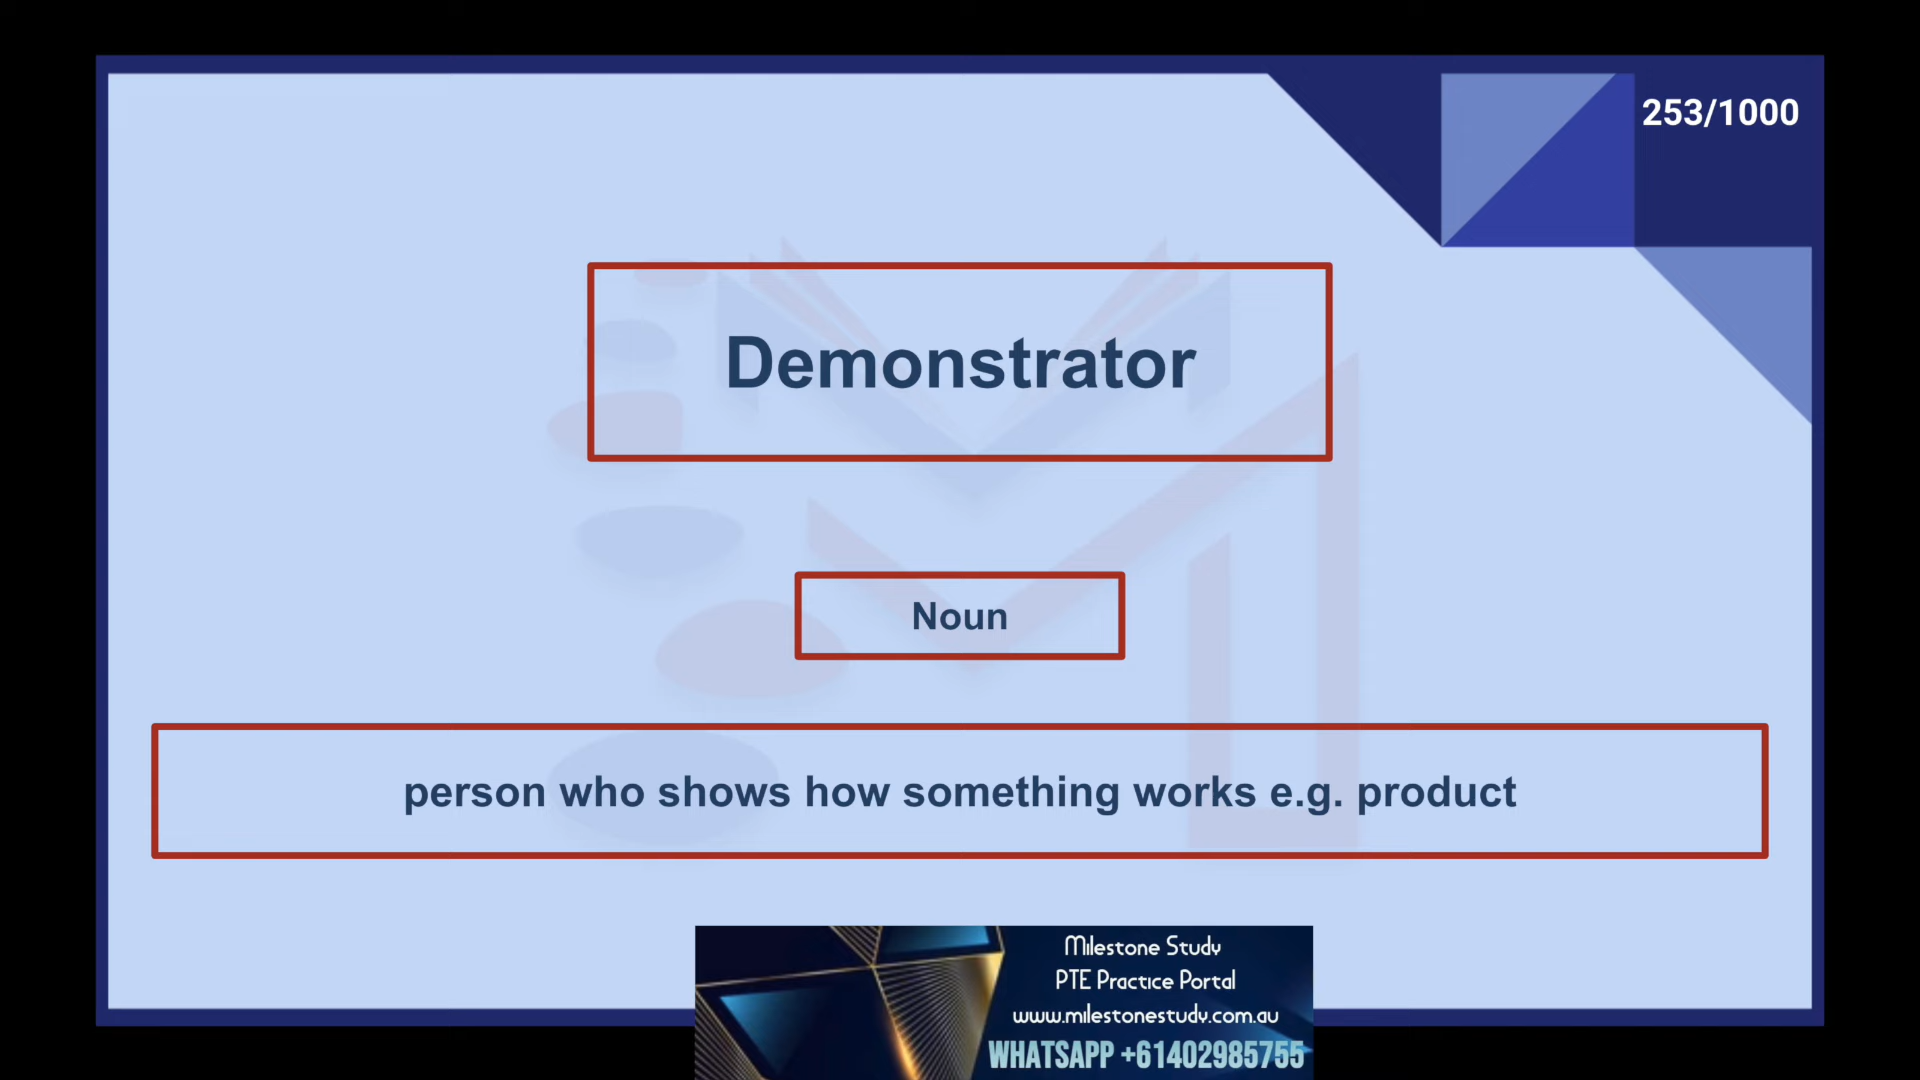 253/1000
Demonstrator
Noun
person who shows how something works e.g. product
Milestone Study
PTE Practice Portal
www.milestonestudy.com.au
WHATSAPP +61402985755